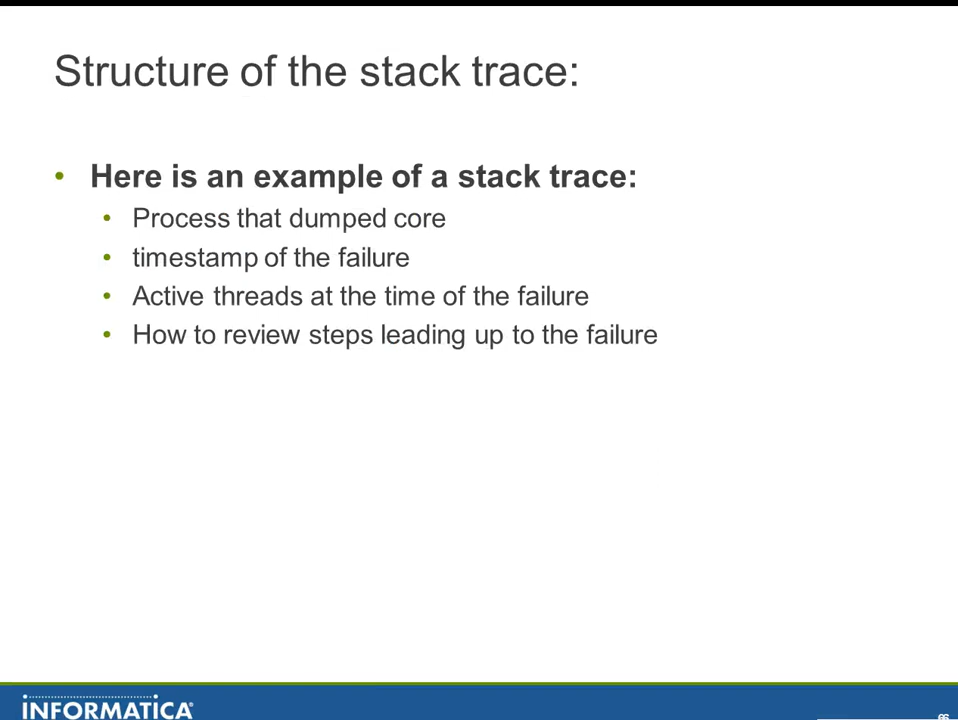 Structure of the stack trace:
• Here is an example of a stack trace:
• Process that dumped core
• timestamp of the failure
• Active threads at the time of the failure
• How to review steps leading up to the failure
INFORMATICA
66